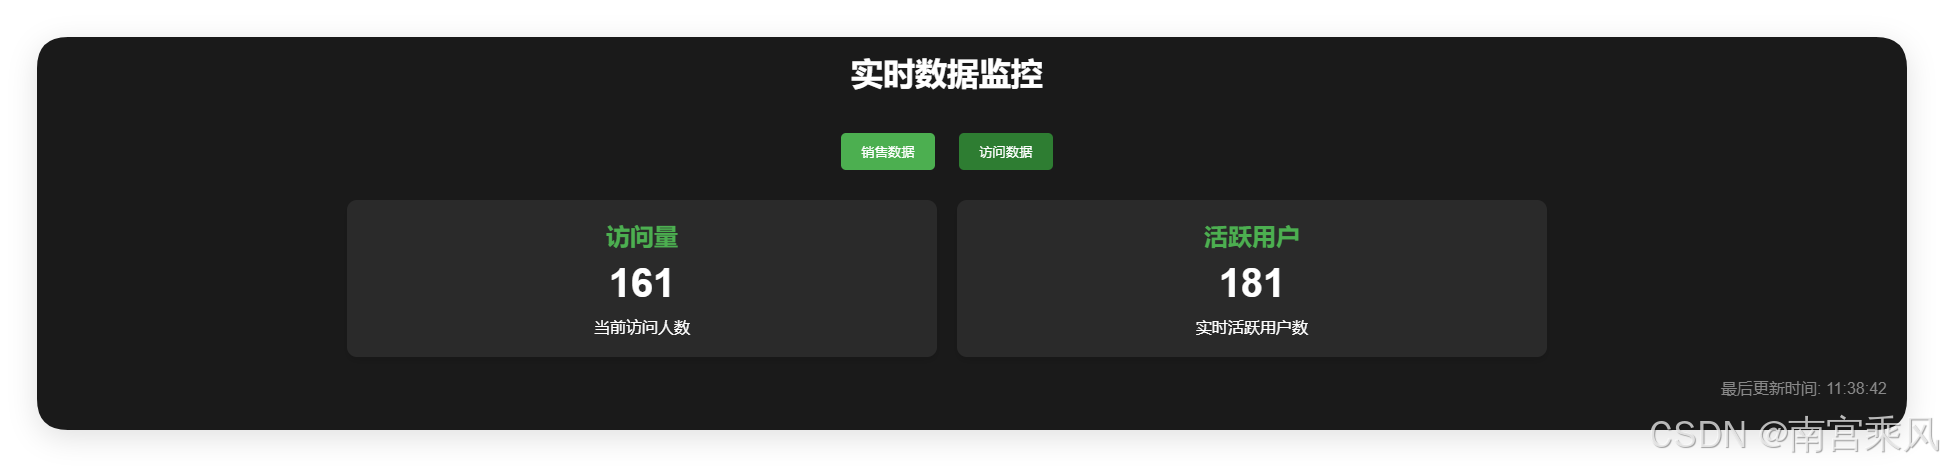 实时数据监控
销售数据 访问数据
访问量 活跃用户
161 181
当前访问人数 实时活跃用户数
最后更新时间: 11:38:42
CSDN @南宫乘风